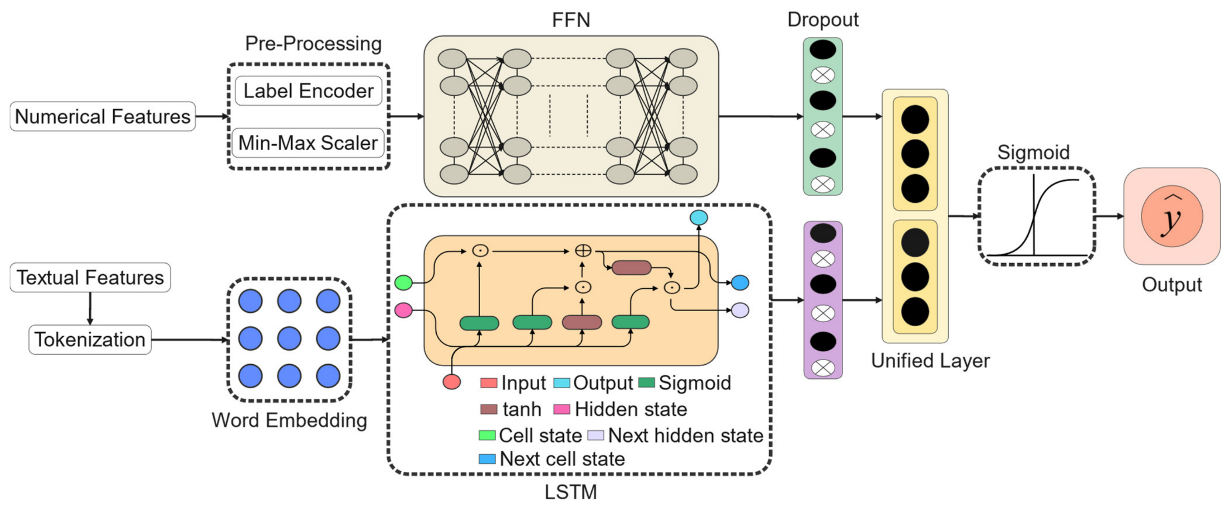 FFN
Dropout
Pre-Processing
Label Encoder
Numerical Features
Min-Max Scaler
Sigmoid
ŷ
Output
Textual Features
Tokenization
Word Embedding
Unified Layer
Input Output Sigmoid
tanh Hidden state
Cell state Next hidden state
Next cell state
LSTM